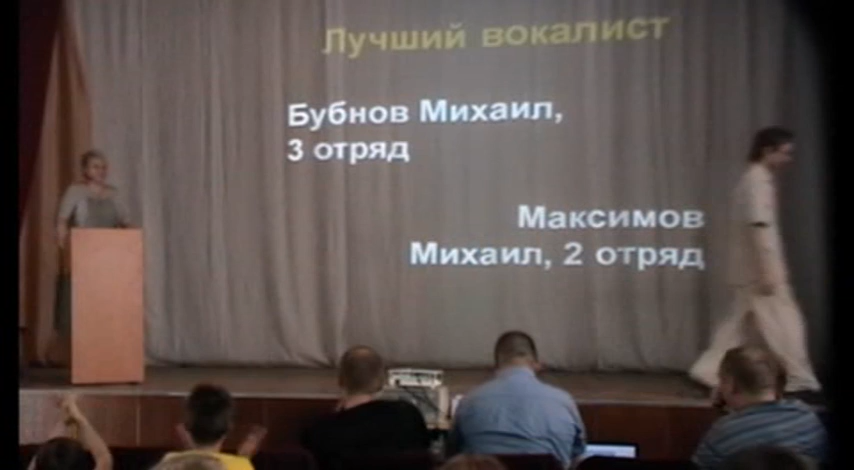 Лучший вокалист
Бубнов Михаил,
3 отряд
Максимов
Михаил, 2 отряд